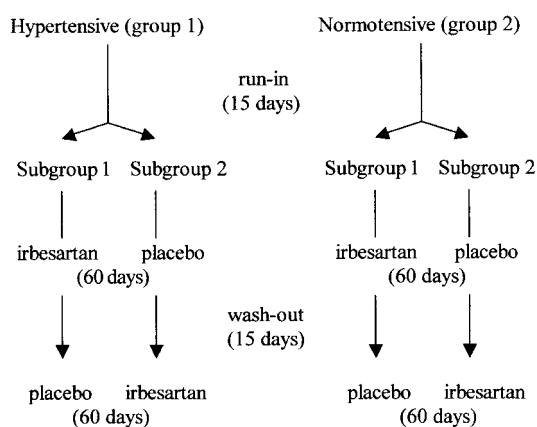 Hypertensive (group 1) Normotensive (group 2)
run-in
(15 days)
Subgroup 1 Subgroup 2 Subgroup 1 Subgroup 2
irbesartan placebo irbesartan placebo
(60 days) (60 days)
wash-out
(15 days)
placebo irbesartan placebo irbesartan
(60 days) (60 days)